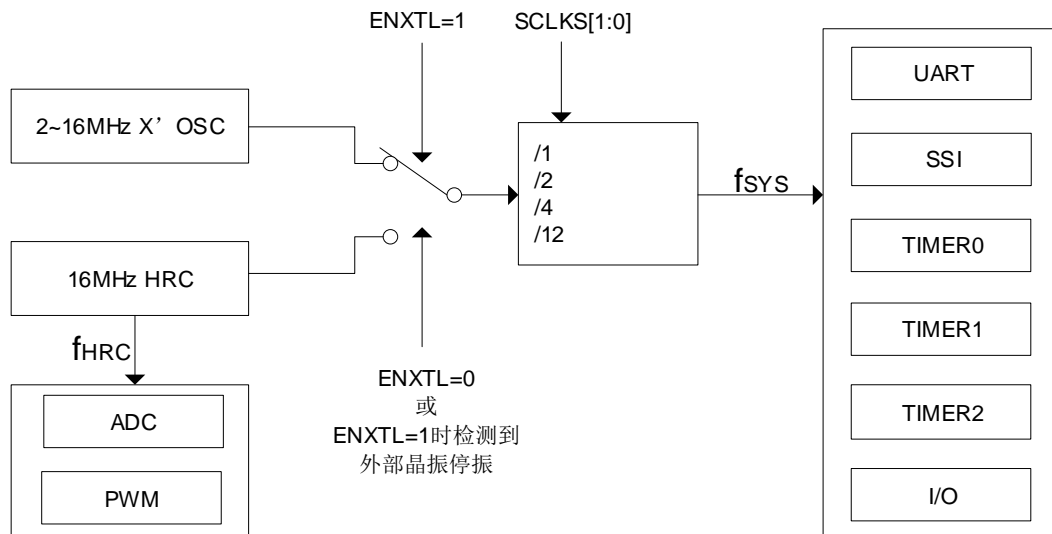 ENXTL=1
SCLKS[1:0]
2~16MHz X’ OSC
16MHz HRC
fHRC
ADC
PWM
/1
/2
/4
/12
ENXTL=0
或
ENXTL=1时检测到
外部晶振停振
fSYS
UART
SSI
TIMER0
TIMER1
TIMER2
I/O